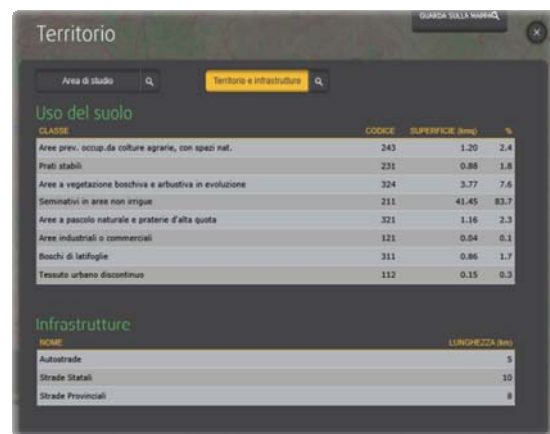 GUARDA SULLA MAPPA
Territorio
Area di studio
Territorio e infrastrutture
Uso del suolo
CLASSE CODICE SUPERFICIE (kmq) %
Aree prev. occup.da colture agrarie, con spazi nat. 243 1.20 2.4
Prati stabili 231 0.88 1.8
Aree a vegetazione boschiva e arbustiva in evoluzione 324 3.77 7.6
Seminativi in aree non irrigue 211 41.45 83.7
Aree a pascolo naturale e praterie d'alta quota 321 1.16 2.3
Aree industriali o commerciali 121 0.04 0.1
Boschi di latifoglie 311 0.86 1.7
Tessuto urbano discontinuo 112 0.15 0.3
Infrastrutture
NOME LUNGHEZZA (km)
Autostrade 5
Strade Statali 10
Strade Provinciali 8